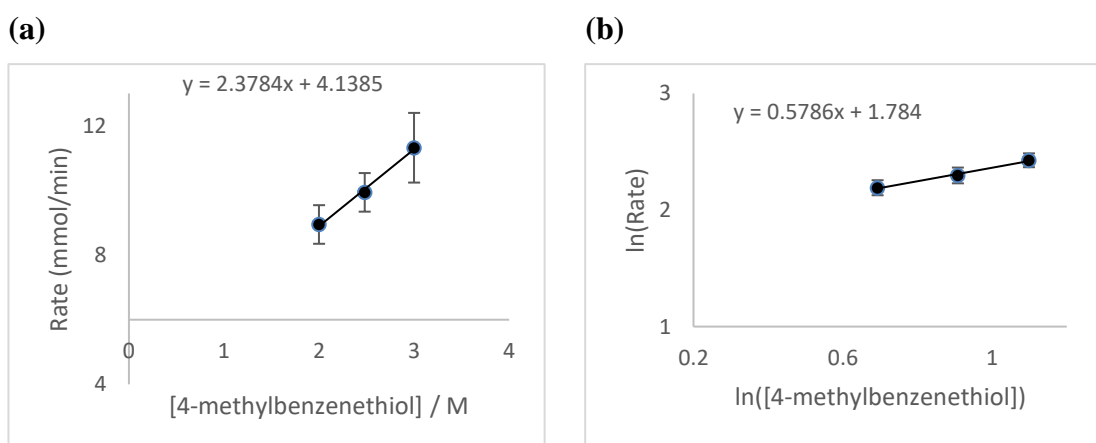 (a)
y = 2.3784x + 4.1385
12
8
4
0 1 2 3 4
Rate (mmol/min)
[4-methylbenzenethiol] / M
(b)
y = 0.5786x + 1.784
3
2
1
0.2 0.6 1
ln(Rate)
ln([4-methylbenzenethiol])